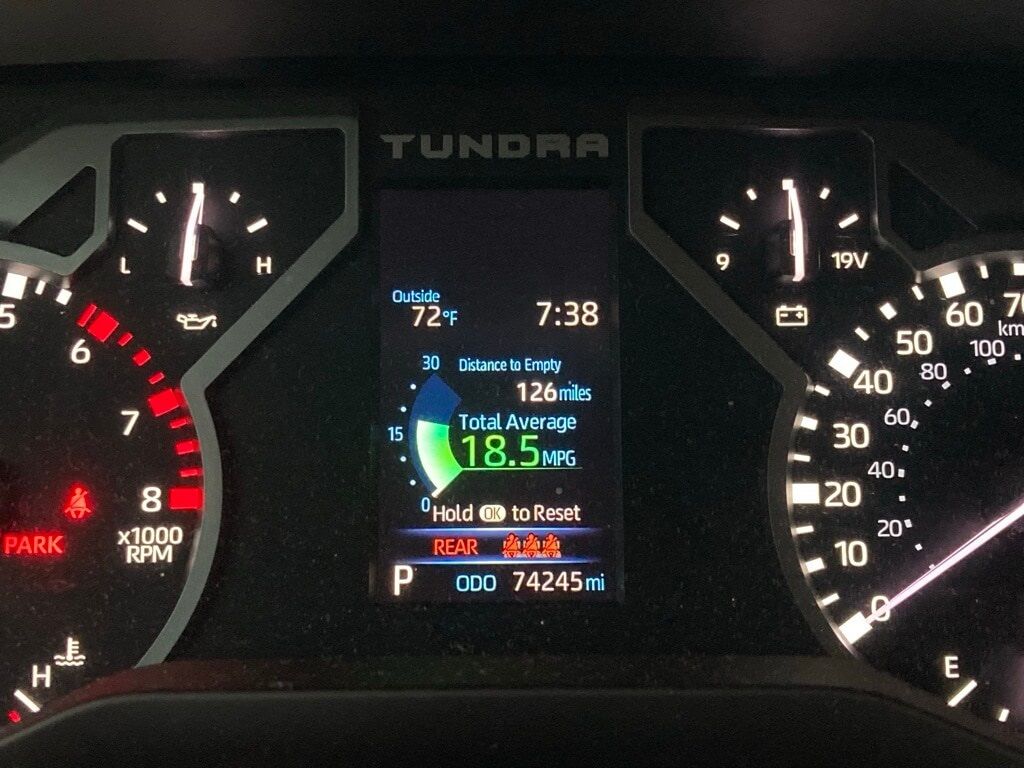 TUNDRA
L H
9 19V
Outside
72°F 7:38
30 Distance to Empty
126 miles
15 Total Average
18.5 MPG
0 Hold OK to Reset
REAR
P ODO 74245 mi
5
6
7
8
x1000
RPM
PARK
H
0
10
20
30
40
50
60
20
40
60
80
100
E